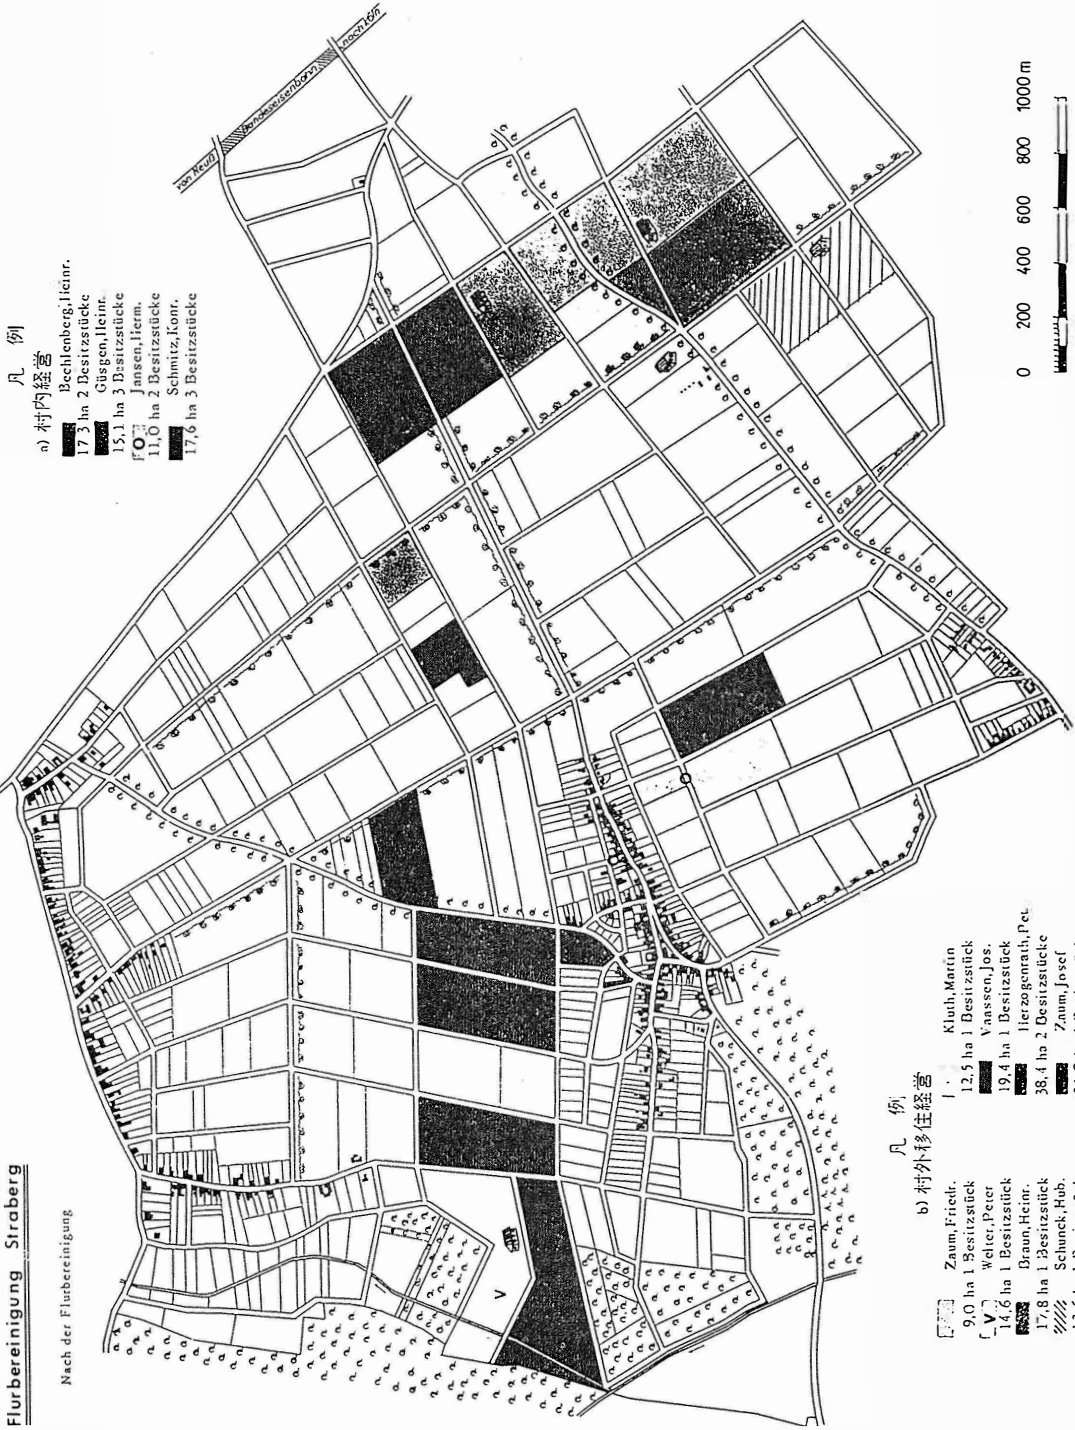 Flurbereinigung Straberg
Nach der Flurbereinigung
von Neuß
Bundeseisenbahn
nach Köln
凡 例
a) 村内経営
Bechlenberg, Heinr.
17,3 ha 2 Besitzstücke
Güsgen, Heinr.
15,1 ha 3 Besitzstücke
O
Jansen, Herm.
11,0 ha 2 Besitzstücke
Schmitz, Konr.
17,6 ha 3 Besitzstücke
0 200 400 600 800 1000 m
V
凡 例
b) 村外移住経営
Zaum, Friedr.
9,0 ha 1 Besitzstück
V
Welter, Peter
14,6 ha 1 Besitzstück
Braun, Heinr.
17,8 ha 1 Besitzstück
Schunck, Hub.
Kluth, Martin
12,5 ha 1 Besitzstück
Vaassen, Jos.
19,4 ha 1 Besitzstück
Herzogenrath, Pet.
38,4 ha 2 Besitzstücke
Zaum, Josef